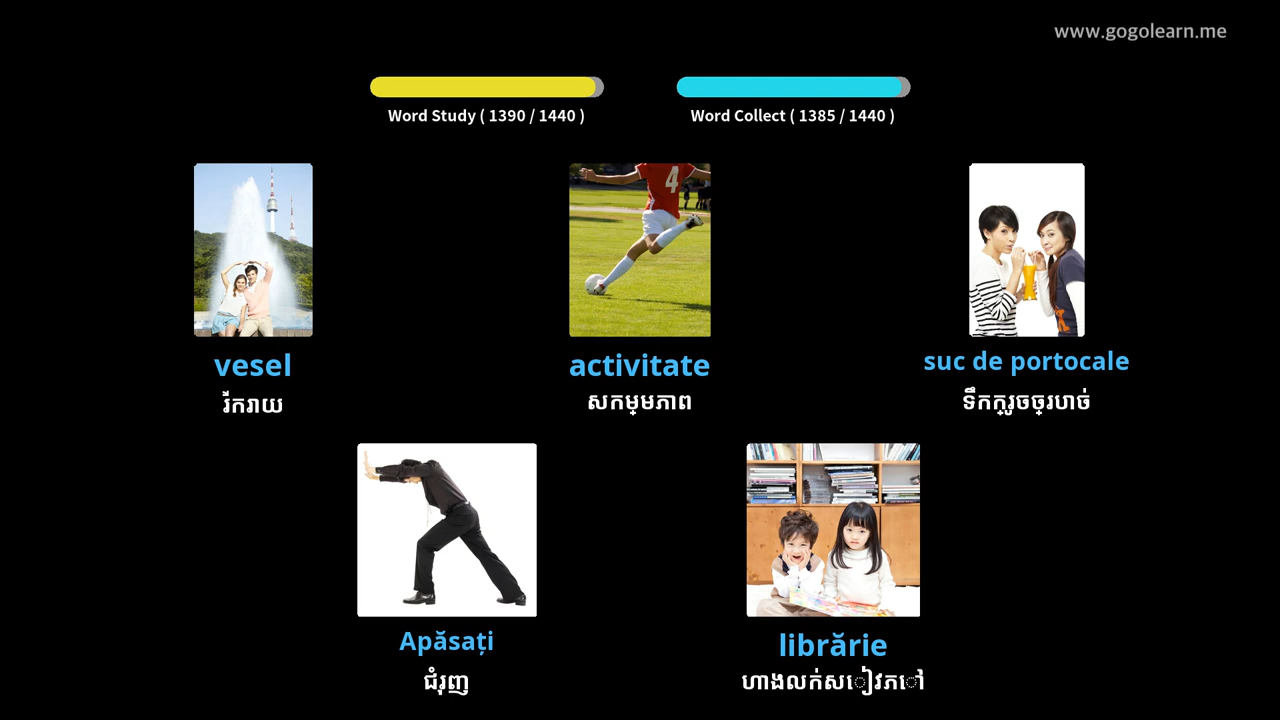 www.gogolearn.me
Word Study ( 1390 / 1440 )
Word Collect ( 1385 / 1440 )
vesel
រីករាយ
activitate
សកម្មភាព
suc de portocale
ទឹកក្រូចច្របាច់
Apăsați
ជំរុញ
librărie
ហាងលក់សៀវភៅ